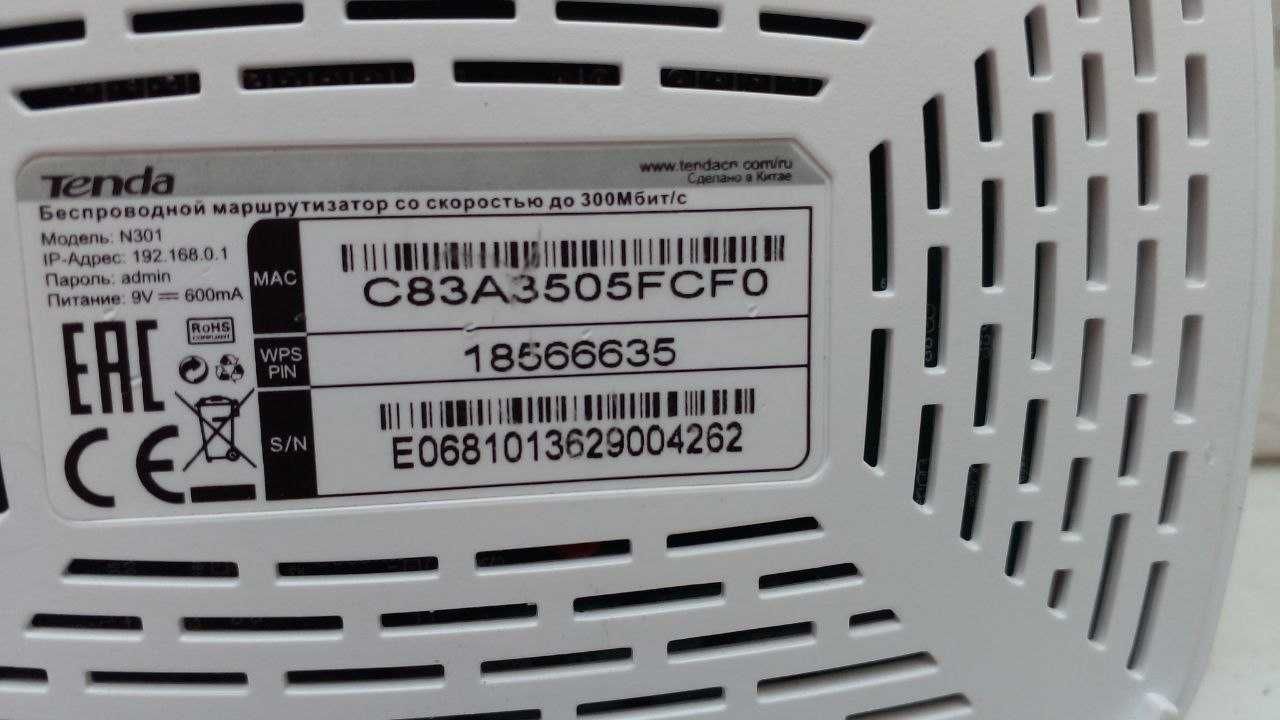 Tenda
www.tendacn.com/ru
Сделано в Китае
Беспроводной маршрутизатор со скоростью до 300Мбит/с
Модель: N301
IP-Адрес: 192.168.0.1
Пароль: admin
Питание: 9V 600mA
MAC
C83A3505FCF0
EAC
RoHS
COMPLIANT
WPS
PIN
18566635
CE
S/N
E0681013629004262